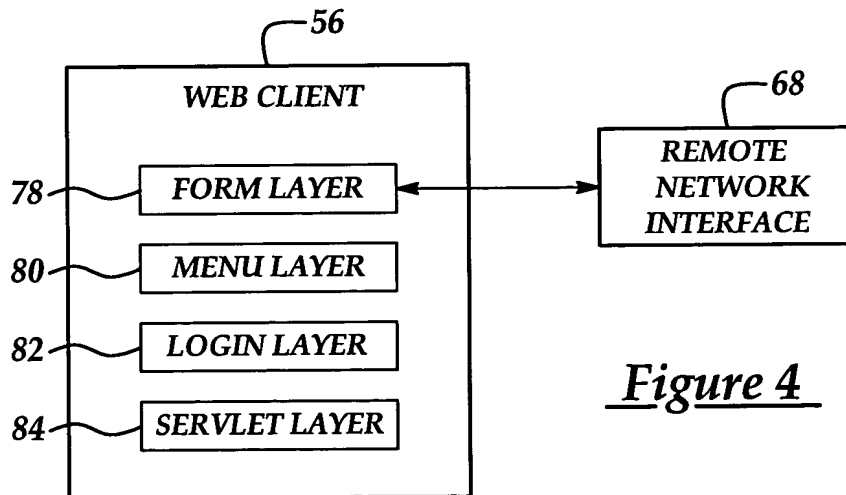 56
WEB CLIENT
68
REMOTE
NETWORK
INTERFACE
78
FORM LAYER
80
MENU LAYER
82
LOGIN LAYER
84
SERVLET LAYER
Figure 4